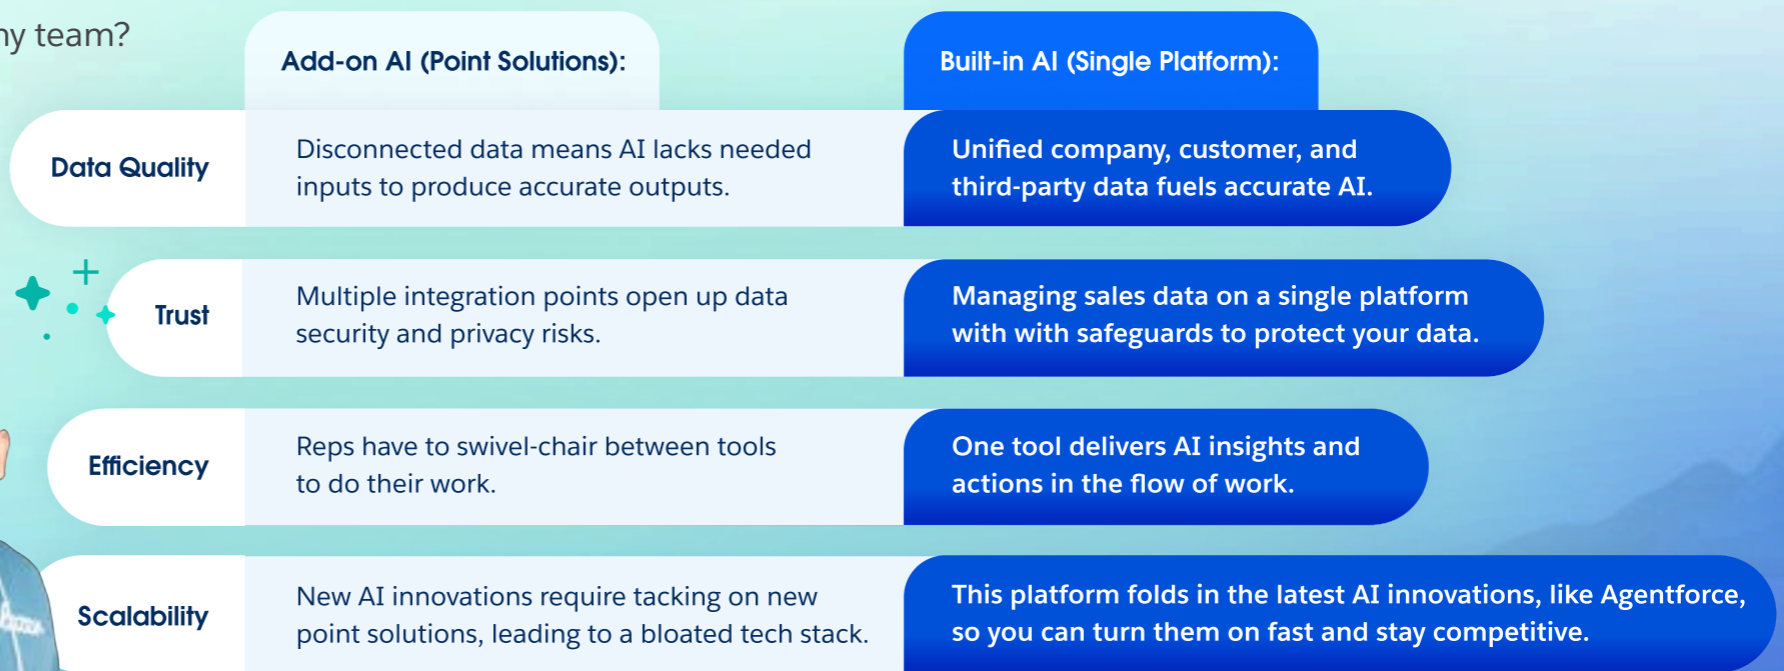 my team?
Add-on AI (Point Solutions):
Built-in AI (Single Platform):
Data Quality
Disconnected data means AI lacks needed
inputs to produce accurate outputs.
Unified company, customer, and
third-party data fuels accurate AI.
Trust
Multiple integration points open up data
security and privacy risks.
Managing sales data on a single platform
with with safeguards to protect your data.
Efficiency
Reps have to swivel-chair between tools
to do their work.
One tool delivers AI insights and
actions in the flow of work.
Scalability
New AI innovations require tacking on new
point solutions, leading to a bloated tech stack.
This platform folds in the latest AI innovations, like Agentforce,
so you can turn them on fast and stay competitive.